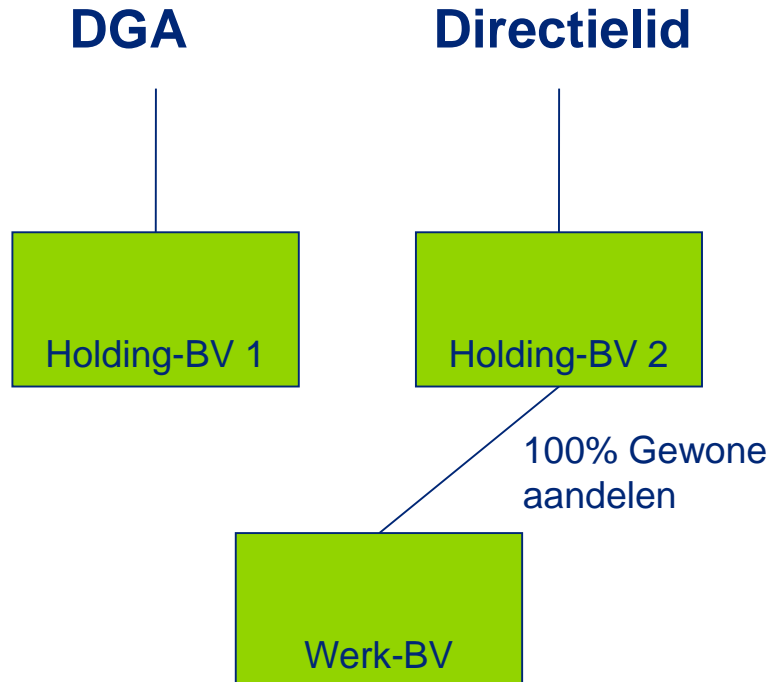 DGA
Directielid
Holding-BV 1
Holding-BV 2
100% Gewone
aandelen
Werk-BV